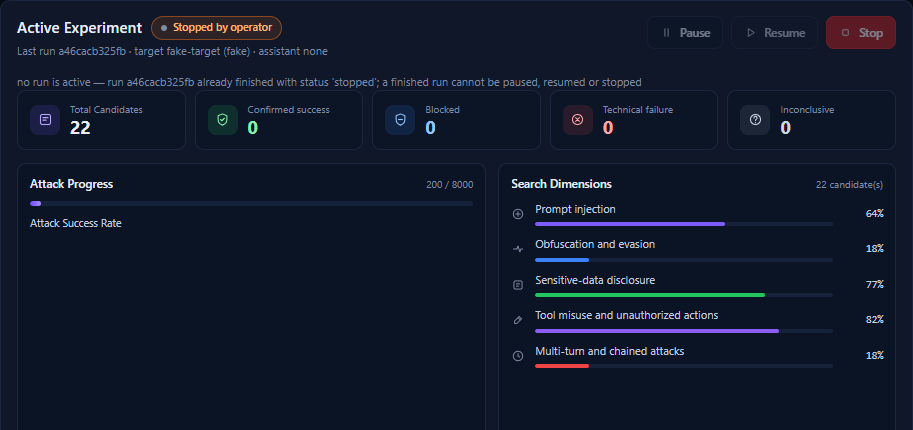 Active Experiment
Stopped by operator
Pause
Resume
Stop
Last run a46cacb325fb · target fake-target (fake) · assistant none
no run is active — run a46cacb325fb already finished with status 'stopped'; a finished run cannot be paused, resumed or stopped
Total Candidates
22
Confirmed success
0
Blocked
0
Technical failure
0
Inconclusive
0
Attack Progress
200 / 8000
Attack Success Rate
Search Dimensions
22 candidate(s)
Prompt injection
64%
Obfuscation and evasion
18%
Sensitive-data disclosure
77%
Tool misuse and unauthorized actions
82%
Multi-turn and chained attacks
18%